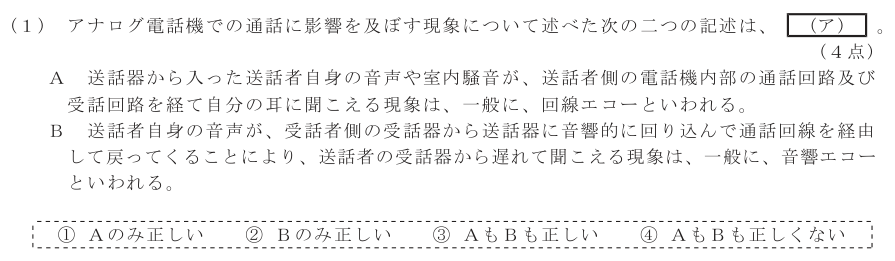 (1) アナログ電話機での通話に影響を及ぼす現象について述べた次の二つの記述は、 (ア) 。
(4点)
A 送話器から入った送話者自身の音声や室内騒音が、送話者側の電話機内部の通話回路及び
受話回路を経て自分の耳に聞こえる現象は、一般に、回線エコーといわれる。
B 送話者自身の音声が、受話者側の受話器から送話器に音響的に回り込んで通話回線を経由
して戻ってくることにより、送話者の受話器から遅れて聞こえる現象は、一般に、音響エコー
といわれる。
① Aのみ正しい ② Bのみ正しい ③ AもBも正しい ④ AもBも正しくない